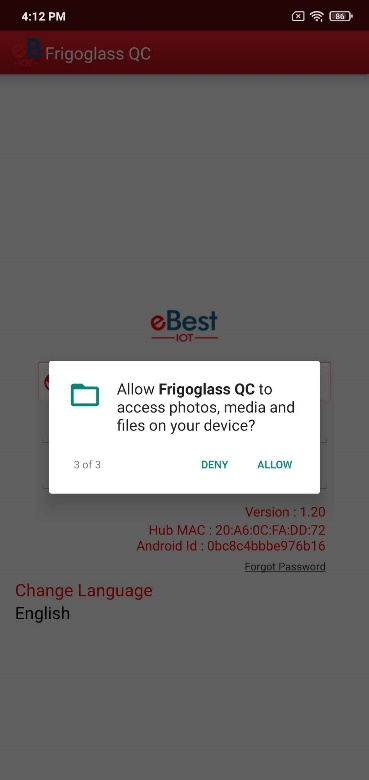 4:12 PM
86
eB
Frigoglass QC
eBest
IOT
Allow Frigoglass QC to
access photos, media and
files on your device?
3 of 3
DENY
ALLOW
Version : 1.20
Hub MAC : 20:A6:0C:FA:DD:72
Android Id : 0bc8c4bbbe976b16
Forgot Password
Change Language
English